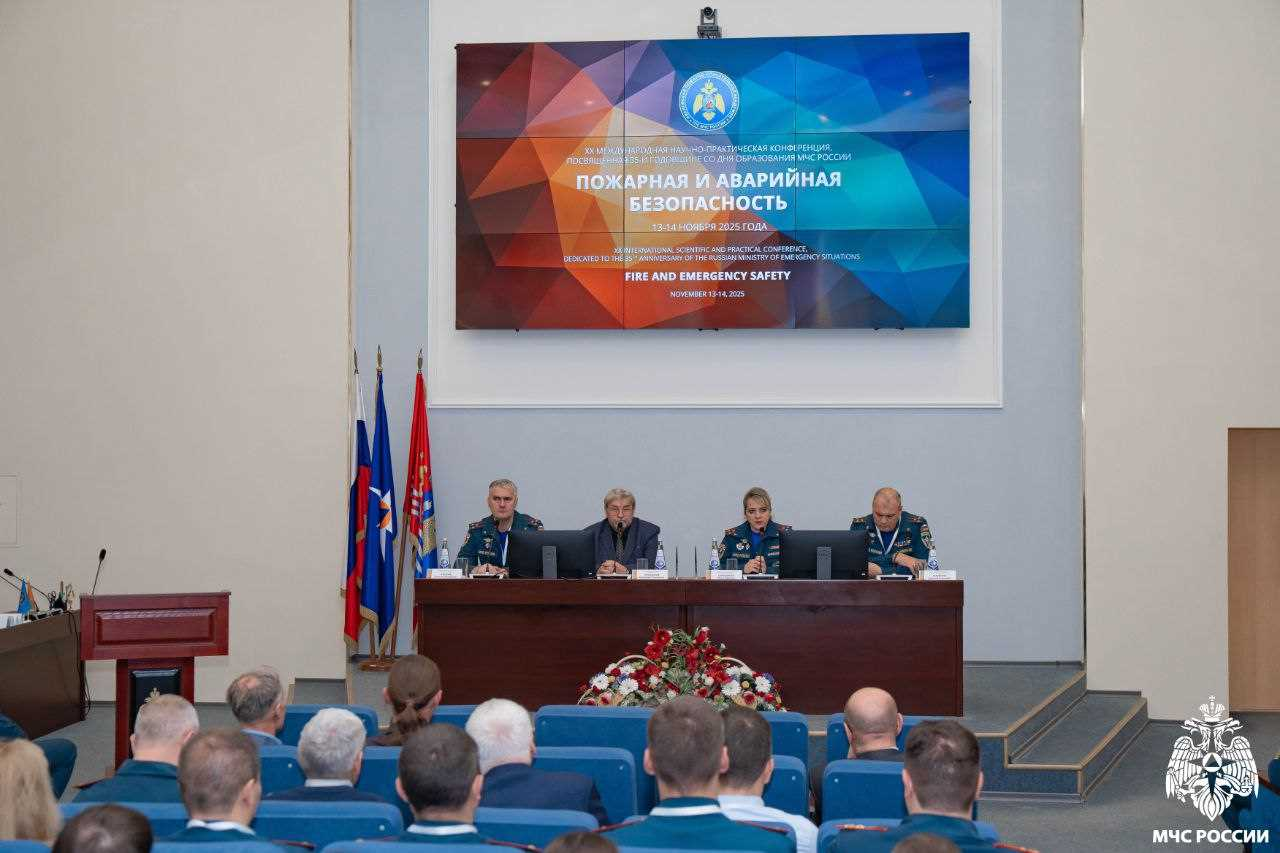 XX МЕЖДУНАРОДНАЯ НАУЧНО-ПРАКТИЧЕСКАЯ КОНФЕРЕНЦИЯ,
ПОСВЯЩЕННАЯ 35-Й ГОДОВЩИНЕ СО ДНЯ ОБРАЗОВАНИЯ МЧС РОССИИ
ПОЖАРНАЯ И АВАРИЙНАЯ
БЕЗОПАСНОСТЬ
13-14 НОЯБРЯ 2025 ГОДА
XX INTERNATIONAL SCIENTIFIC AND PRACTICAL CONFERENCE,
DEDICATED TO THE 35TH ANNIVERSARY OF THE RUSSIAN MINISTRY OF EMERGENCY SITUATIONS
FIRE AND EMERGENCY SAFETY
NOVEMBER 13-14, 2025
МЧС РОССИИ